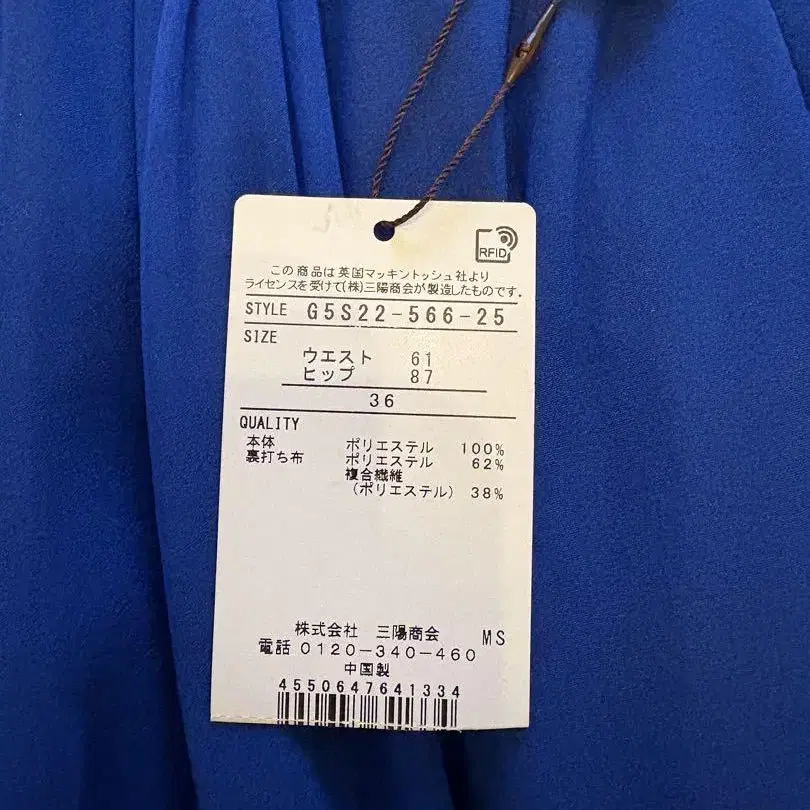 RFID
この商品は英国マッキントッシュ社より
ライセンスを受けて(株)三陽商会が製造したものです。
STYLE G5S22-566-25
SIZE
ウエスト 61
ヒップ 87
36
QUALITY
本体 ポリエステル 100%
裏打ち布 ポリエステル 62%
複合繊維
(ポリエステル) 38%
株式会社 三陽商会 MS
電話 0120-340-460
中国製
4550647641334